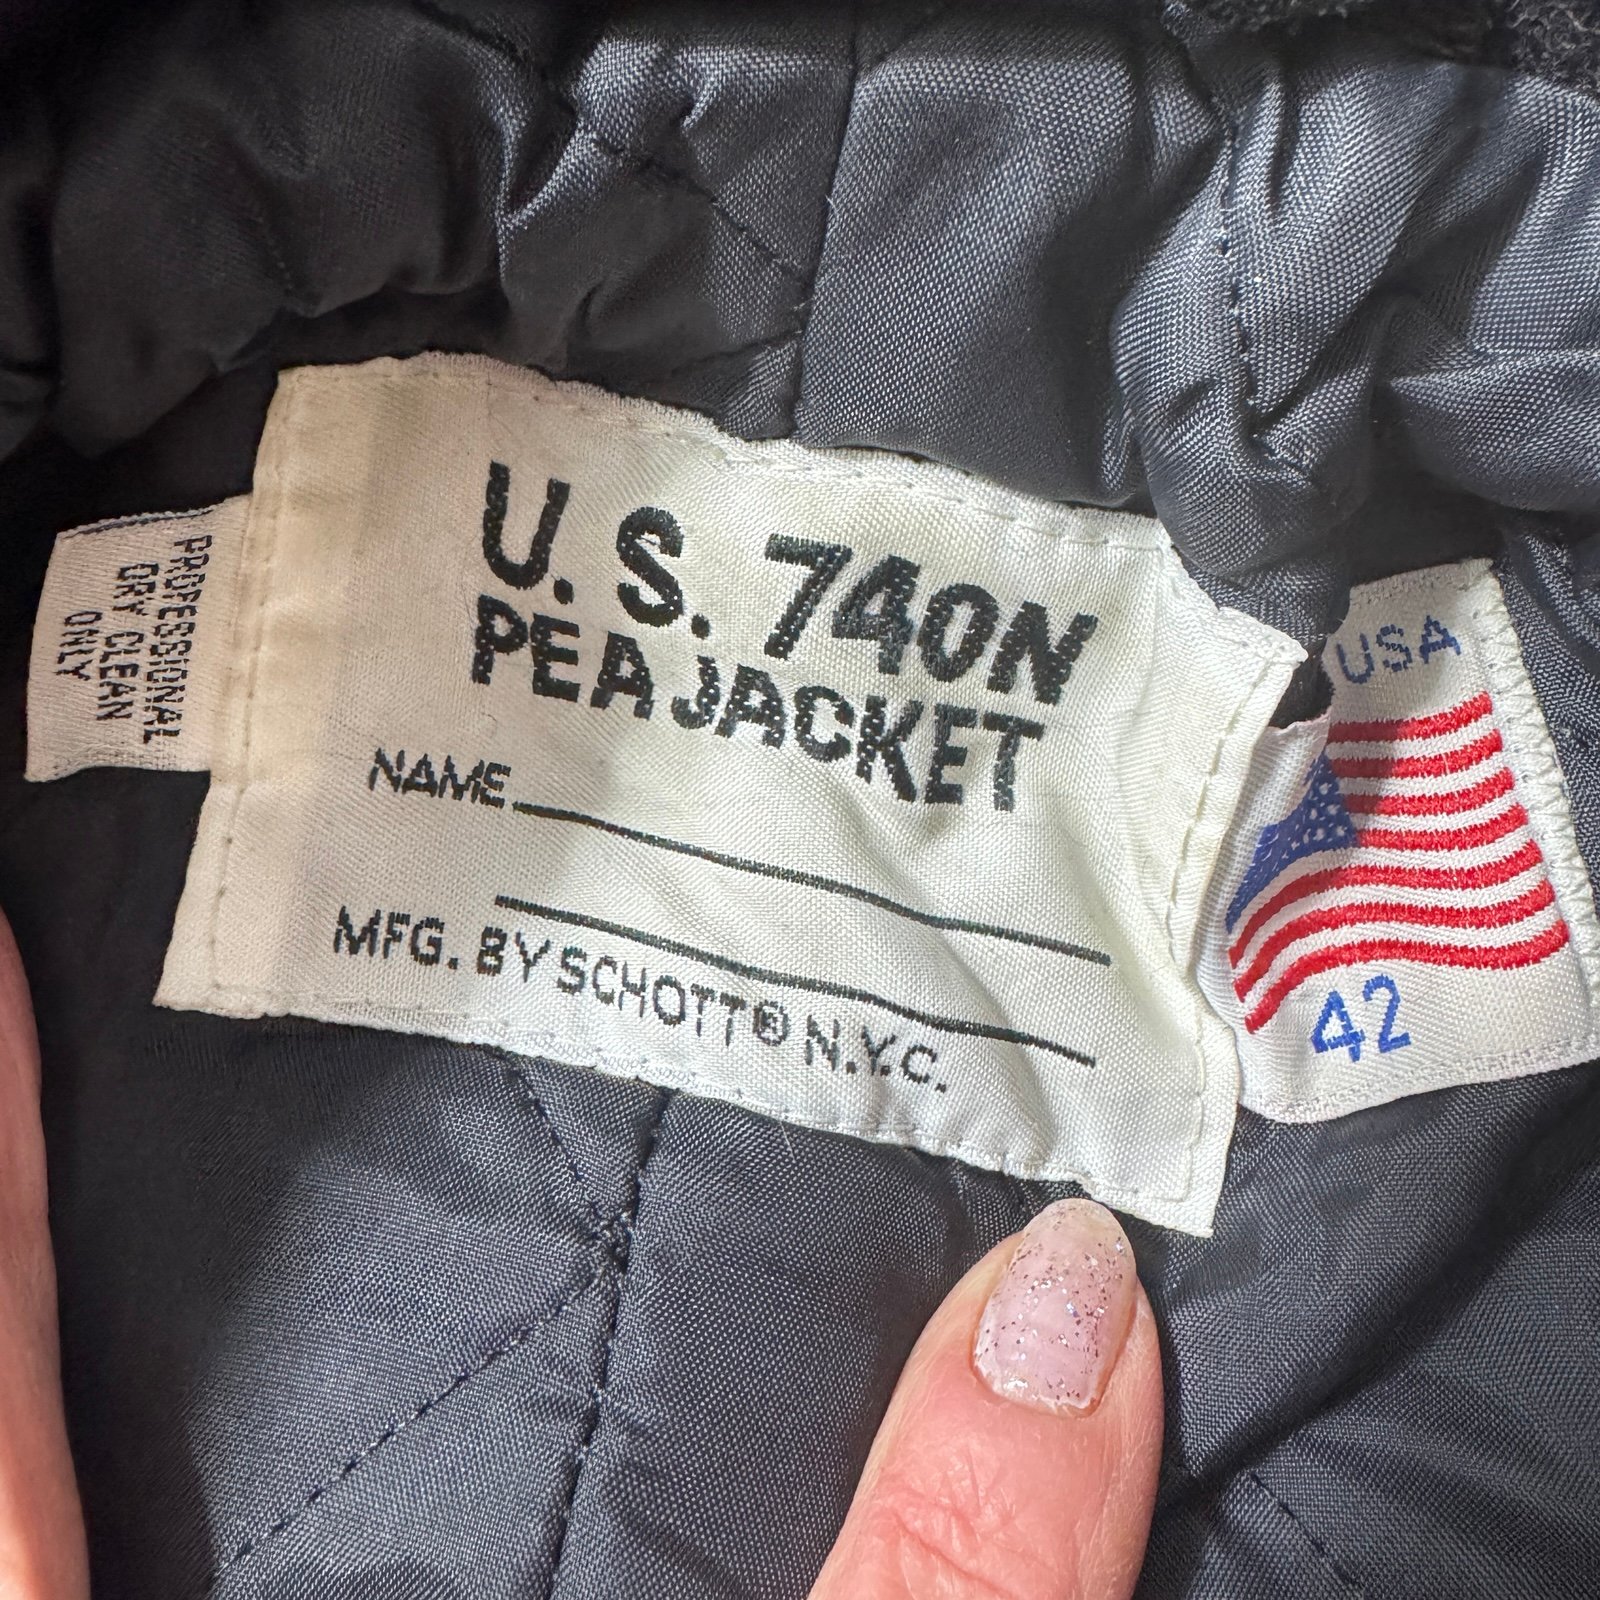 U. S. 740N
PEA JACKET
NAME
MFG. BY SCHOTT® N.Y.C.
PROFESSIONAL
DRY CLEAN
ONLY
USA
42